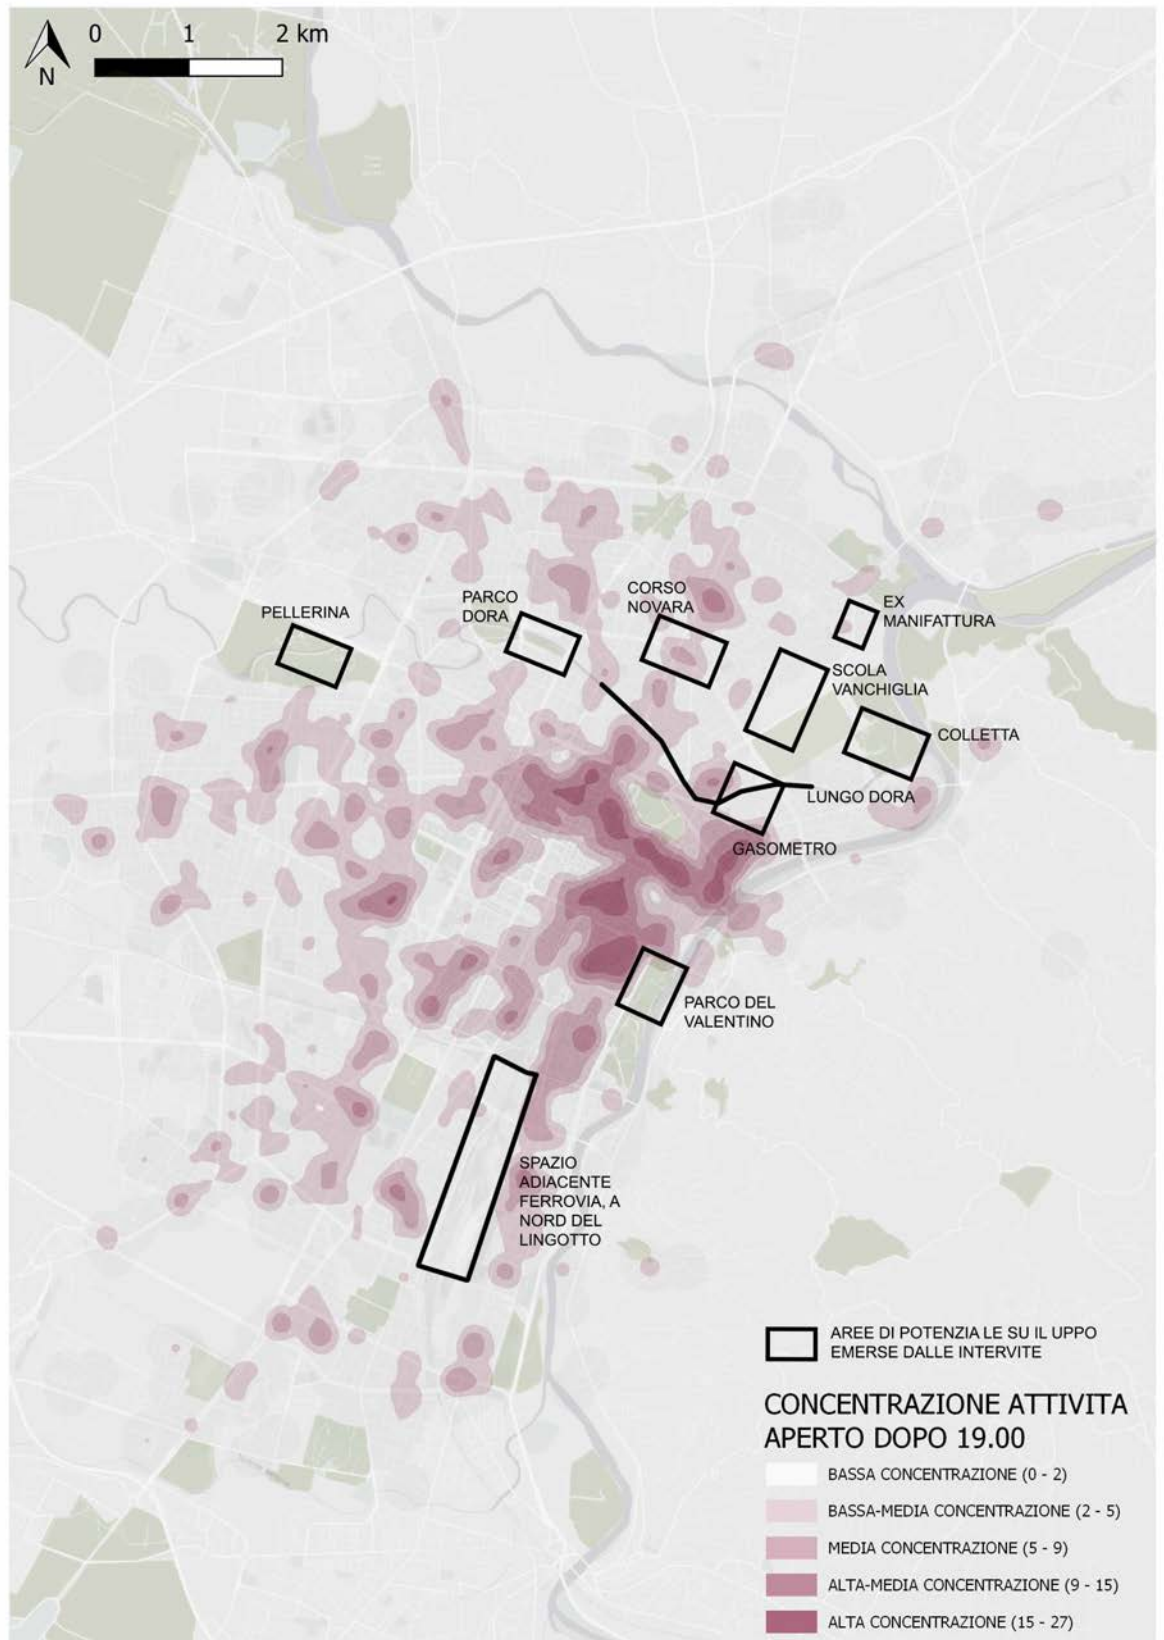 0 1 2 km
N
PELLERINA
PARCO
DORA
CORSO
NOVARA
EX
MANIFATTURA
SCOLA
VANCHIGLIA
COLLETTA
LUNGO DORA
GASOMETRO
PARCO DEL
VALENTINO
SPAZIO
ADIACENTE
FERROVIA, A
NORD DEL
LINGOTTO
AREE DI POTENZIA LE SU IL UPPO
EMERSE DALLE INTERVITE
CONCENTRAZIONE ATTIVITA
APERTO DOPO 19.00
BASSA CONCENTRAZIONE (0 - 2)
BASSA-MEDIA CONCENTRAZIONE (2 - 5)
MEDIA CONCENTRAZIONE (5 - 9)
ALTA-MEDIA CONCENTRAZIONE (9 - 15)
ALTA CONCENTRAZIONE (15 - 27)